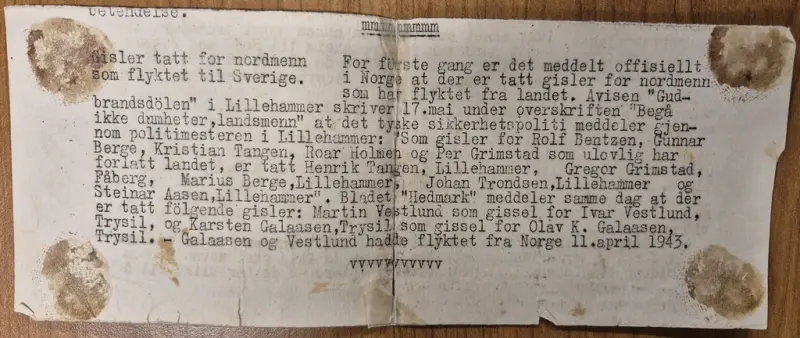 betendelse.
mmmmmmmmmm
Gisler tatt for nordmenn
som flyktet til Sverige.
For første gang er det meddelt offisiellt
i Norge at der er tatt gisler for nordmenn
som har flyktet fra landet. Avisen "Gud-
brandsdölen" i Lillehammer skriver 17.mai under overskriften "Begå
ikke dumheter,landsmenn" at det tyske sikkerhetspoliti meddeler gjen-
nom politimesteren i Lillehammer: "Som gisler for Rolf Bentzen, Gunnar
Berge, Kristian Tangen, Roar Holmen og Per Grimstad som ulovlig har
forlatt landet, er tatt Henrik Tangen, Lillehammer, Gregor Grimstad,
Fåberg, Marius Berge,Lillehammer, Johan Trondsen,Lillehammer og
Steinar Aasen,Lillehammer". Bladet "Hedmark" meddeler samme dag at der
er tatt fölgende gisler: Martin Vestlund som gissel for Ivar Vestlund,
Trysil, og Karsten Galaasen,Trysil som gissel for Olav K. Galaasen,
Trysil. - Galaasen og Vestlund hadde flyktet fra Norge 11.april 1943.
vvvvvvvvvvv